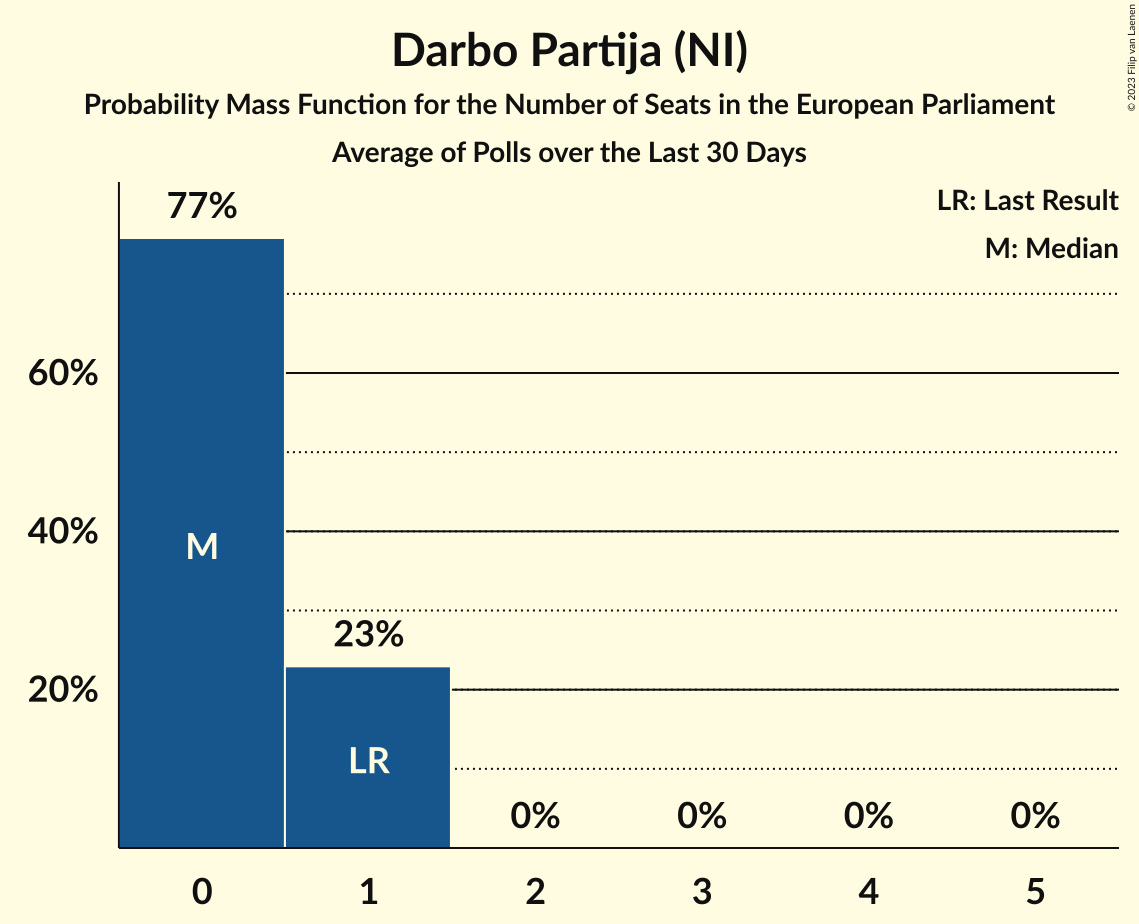 Darbo Partija (NI)
Probability Mass Function for the Number of Seats in the European Parliament
Average of Polls over the Last 30 Days
© 2023 Filip van Laenen
LR: Last Result
M: Median
77%
60%
40%
20%
M
23%
LR
0% 0% 0% 0%
0 1 2 3 4 5